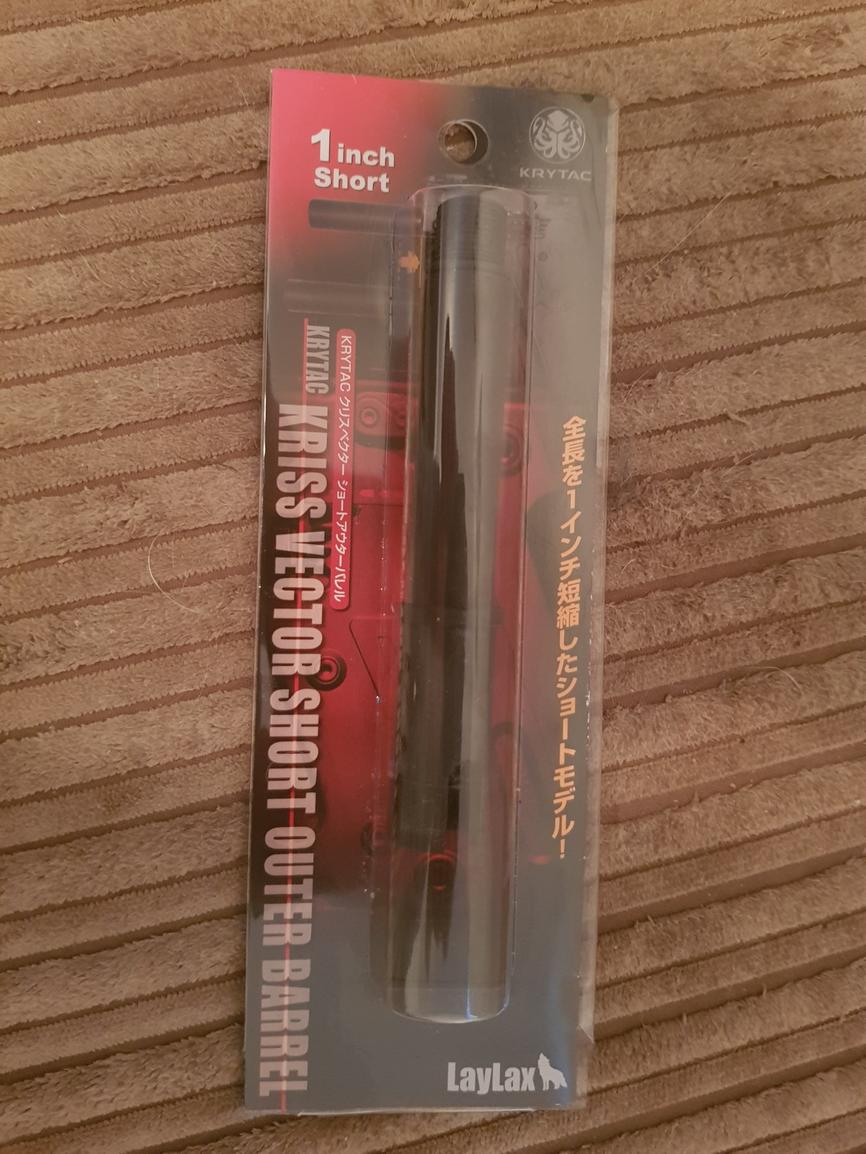 1 inch
Short
KRYTAC
KRYTAC クリスベクター ショートアウターバレル
KRYTAC KRISS VECTOR SHORT OUTER BARREL
全長を1インチ短縮したショートモデル!
LayLax